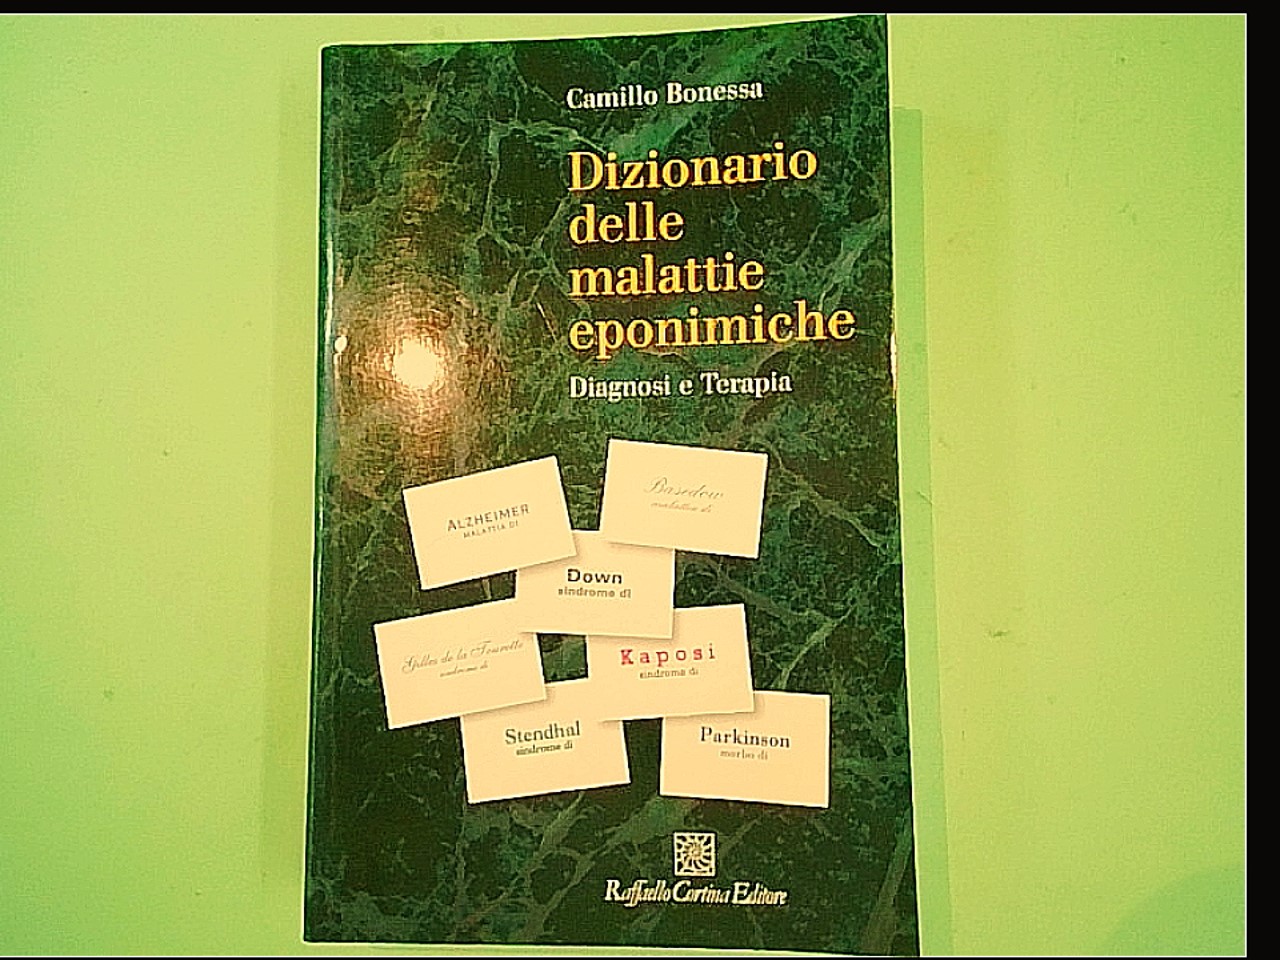 Camillo Bonessa
Dizionario
delle
malattie
eponimiche
Diagnosi e Terapia
ALZHEIMER
MALATTIA DI
Basedow
malattia di
Down
sindrome di
Gilles de la Tourette
sindrome di
Kaposi
sindrome di
Stendhal
sindrome di
Parkinson
morbo di
Raffaello Cortina Editore